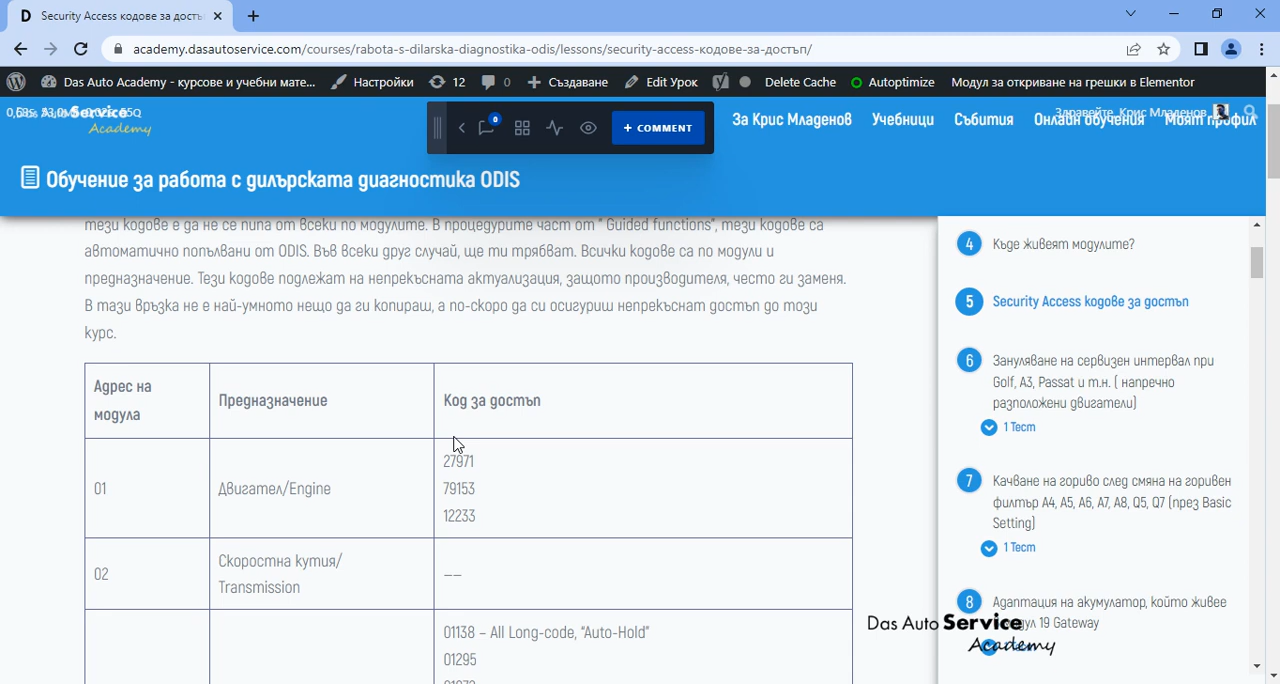 Security Access кодове за достъ
academy.dasautoservice.com/courses/rabota-s-dilarska-diagnostika-odis/lessons/security-access-кодове-за-достъп/
Das Auto Academy - курсове и учебни мате... Настройки 12 0 Създаване Edit Урок Delete Cache Autoptimize Модул за откриване на грешки в Elementor
Service
Academy
0
+ COMMENT
За Крис Младенов Учебници Събития Онлайн обучения Моят профил
Здравейте, Крис Младенов
Обучение за работа с дилърската диагностика ODIS
тези кодове е да не се пипа от всеки по модулите. В процедурите част от “ Guided functions”, тези кодове са
автоматично попълвани от ODIS. Във всеки друг случай, ще ти трябват. Всички кодове са по модули и
предназначение. Тези кодове подлежат на непрекъсната актуализация, защото производителя, често ги заменя.
В тази връзка не е най-умното нещо да ги копираш, а по-скоро да си осигуриш непрекъснат достъп до този
курс.
Адрес на
модула
Предназначение
Код за достъп
01
Двигател/Engine
27971
79153
12233
02
Скоростна кутия/
Transmission
——
01138 – All Long-code, “Auto-Hold”
01295
4 Къде живеят модулите?
5 Security Access кодове за достъп
6 Зануляване на сервизен интервал при
Golf, A3, Passat и т.н. ( напречно
разположени двигатели)
1 Тест
7 Качване на гориво след смяна на горивен
филтър A4, A5, A6, A7, A8, Q5, Q7 (през Basic
Setting)
1 Тест
8 Адаптация на акумулатор, който живее
19 Gateway
Das Auto Service
Academy